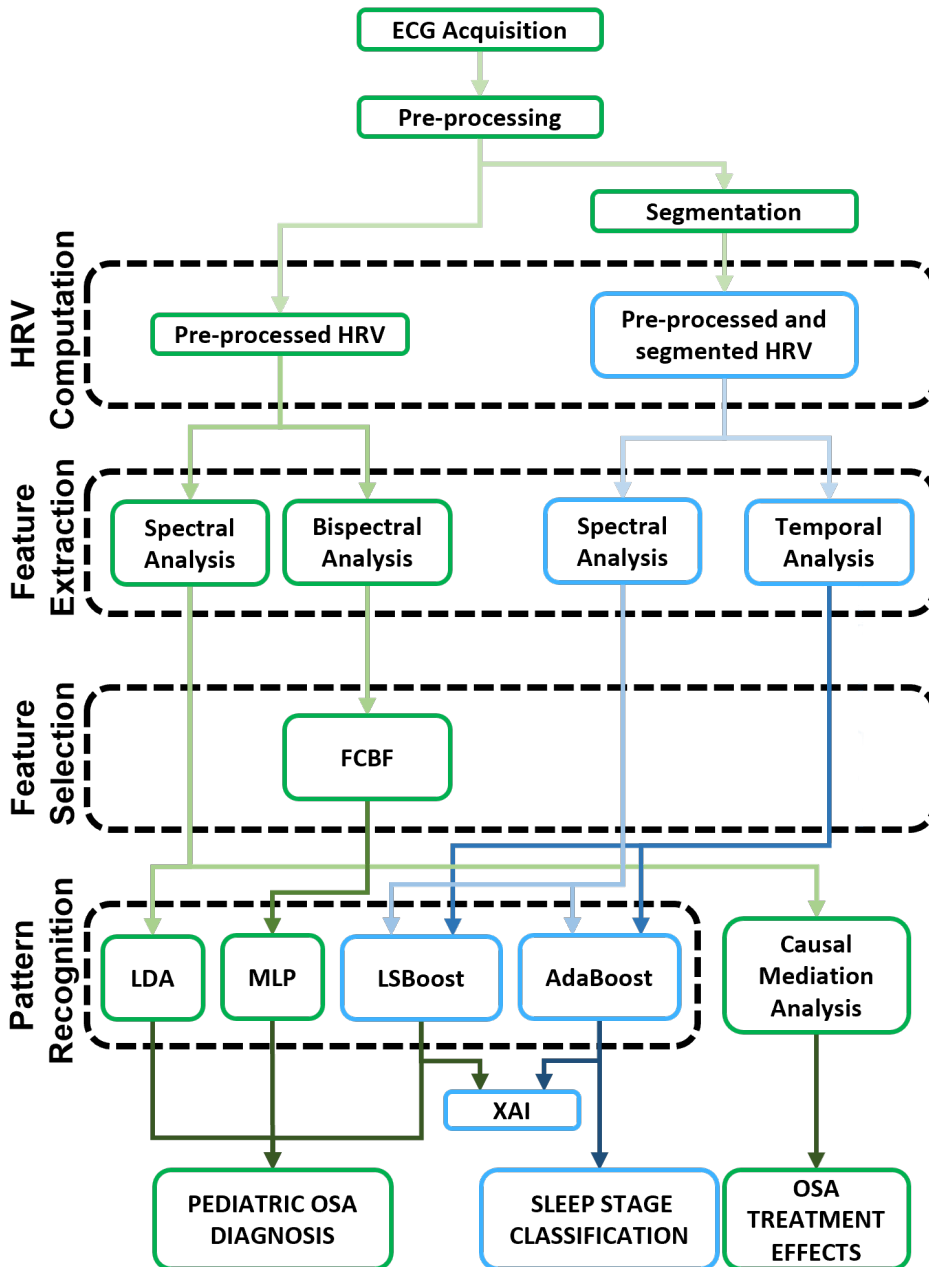 ECG Acquisition
Pre-processing
Segmentation
HRV
Computation
Pre-processed HRV
Pre-processed and
segmented HRV
Feature
Extraction
Spectral
Analysis
Bispectral
Analysis
Spectral
Analysis
Temporal
Analysis
Feature
Selection
FCBF
Pattern
Recognition
LDA
MLP
LSBoost
AdaBoost
Causal
Mediation
Analysis
XAI
PEDIATRIC OSA
DIAGNOSIS
SLEEP STAGE
CLASSIFICATION
OSA
TREATMENT
EFFECTS